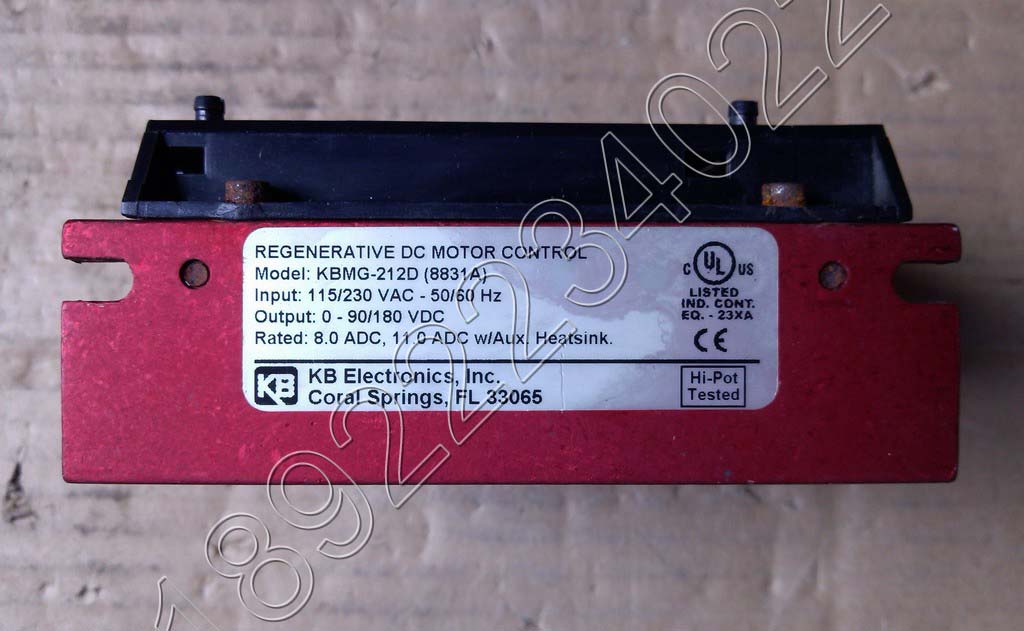 REGENERATIVE DC MOTOR CONTROL
Model: KBMG-212D (8831A)
Input: 115/230 VAC - 50/60 Hz
Output: 0 - 90/180 VDC
Rated: 8.0 ADC, 11.0 ADC w/Aux. Heatsink.
C UL US
LISTED
IND. CONT.
EQ. - 23XA
CE
KB
KB Electronics, Inc.
Coral Springs, FL 33065
Hi-Pot
Tested
18922234022